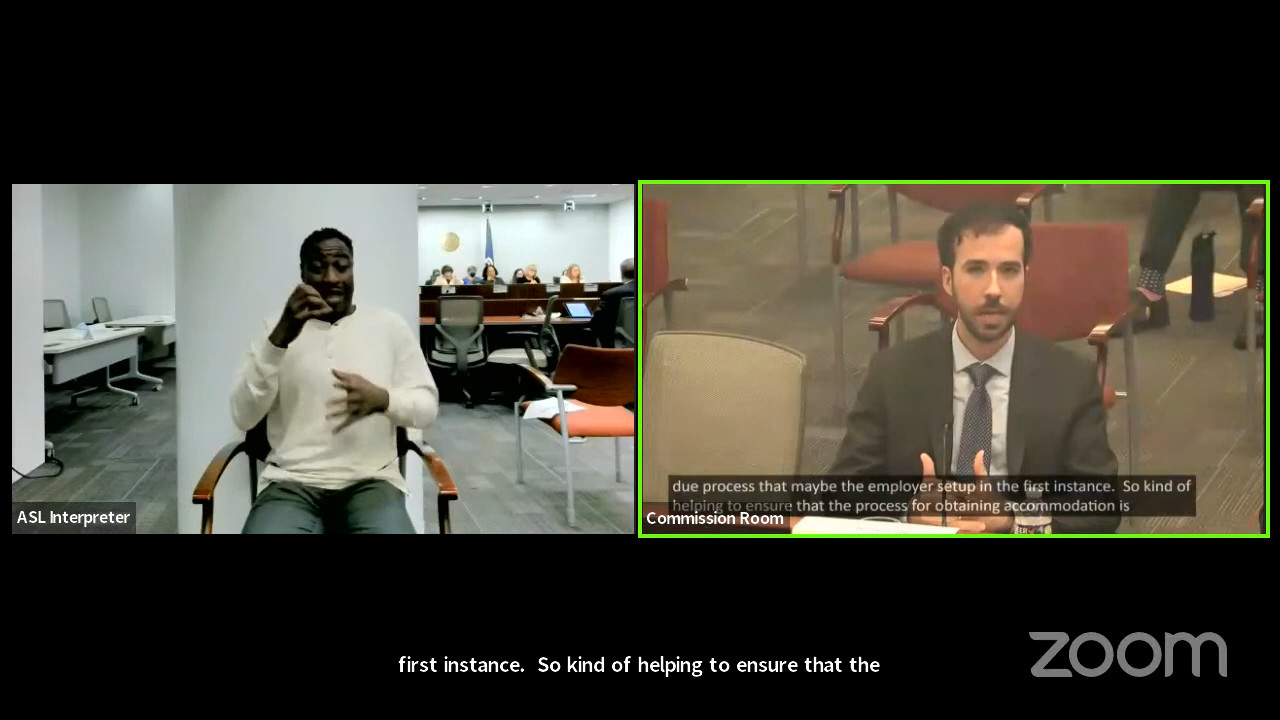 ASL Interpreter
due process that maybe the employer setup in the first instance. So kind of
helping to ensure that the process for obtaining accommodation is
Commission Room
first instance. So kind of helping to ensure that the
zoom